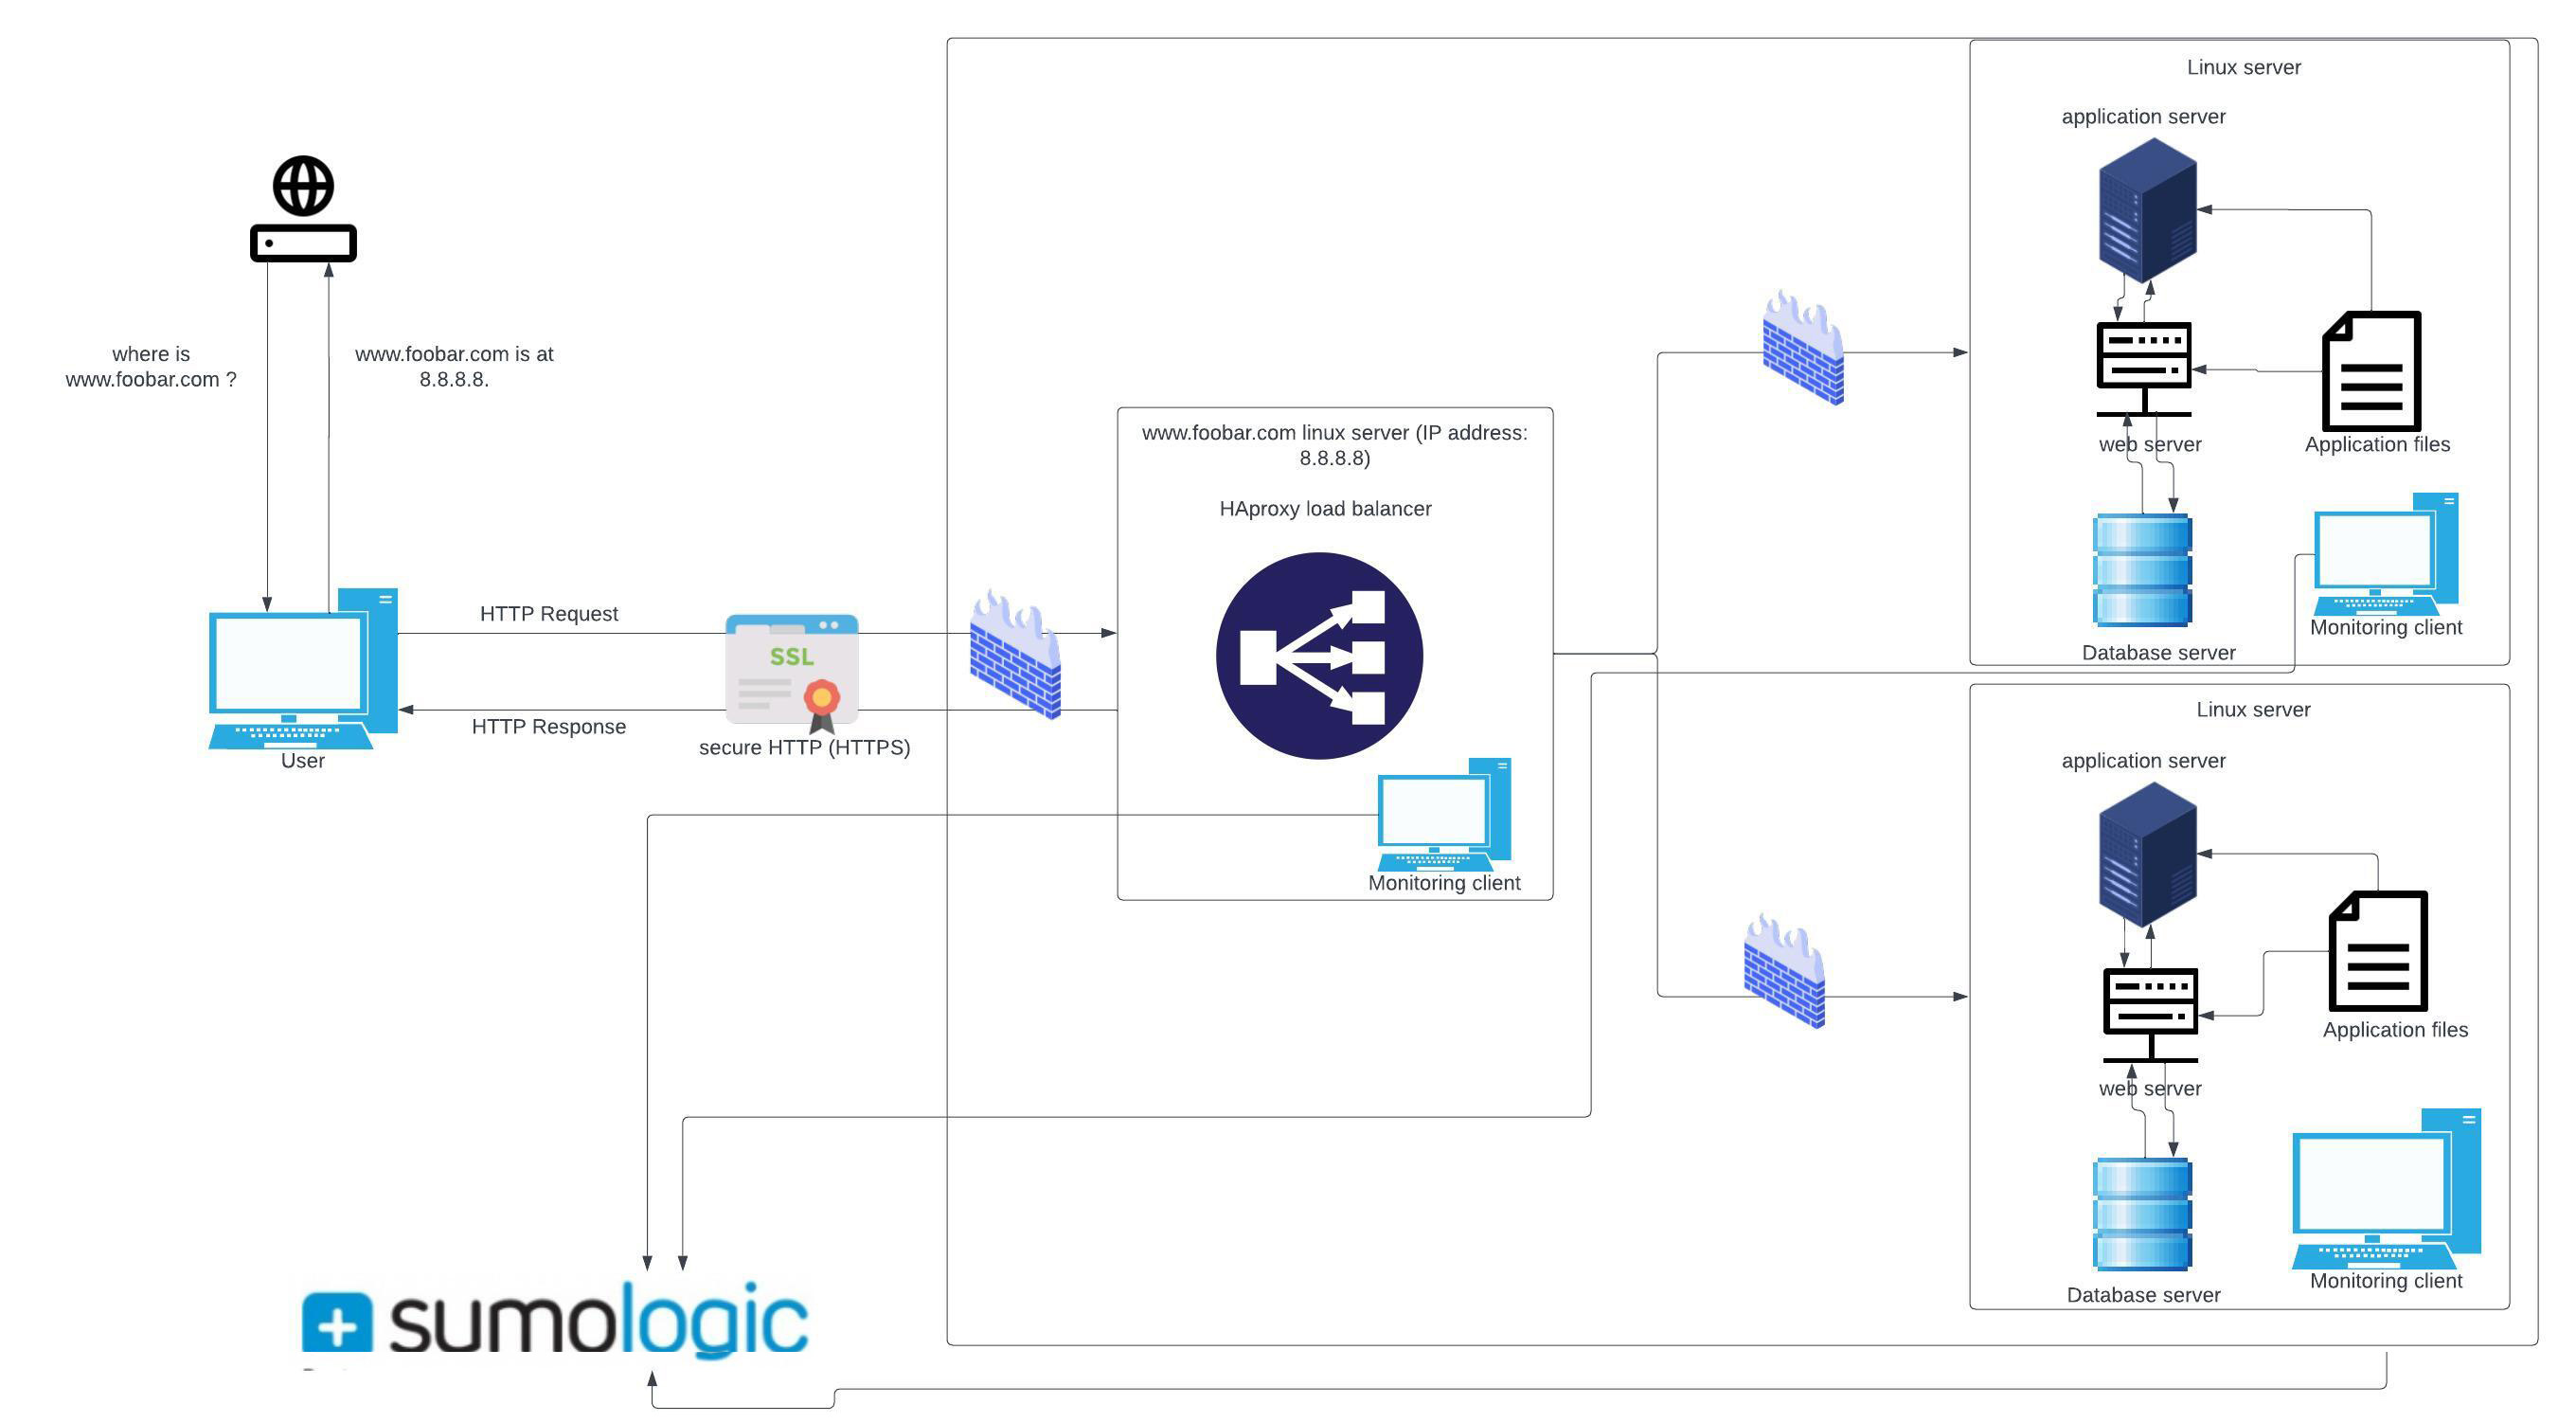 Linux server
application server
where is
www.foobar.com ?
www.foobar.com is at
8.8.8.8.
www.foobar.com linux server (IP address:
8.8.8.8)
HAproxy load balancer
web server
Application files
HTTP Request
SSL
HTTP Response
secure HTTP (HTTPS)
User
Monitoring client
Database server
Monitoring client
Linux server
application server
Application files
web server
Monitoring client
Database server
sumologic